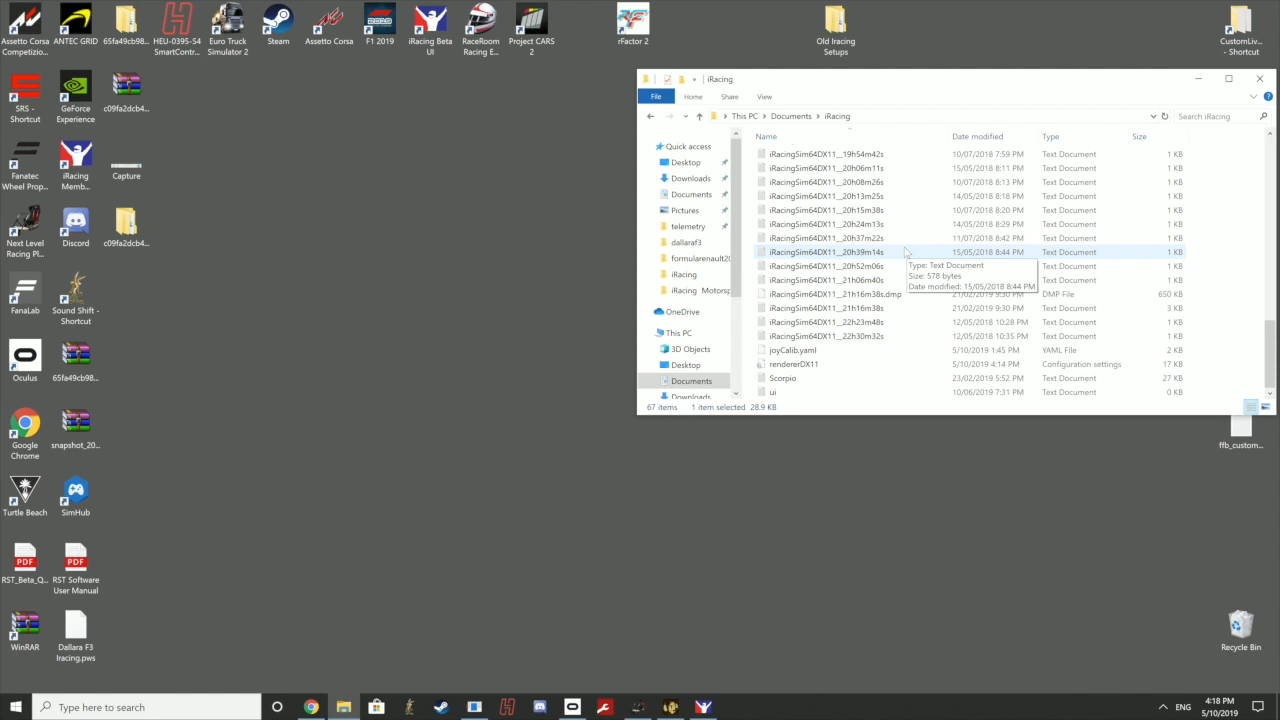 Assetto Corsa Competizio...
ANTEC GRID
65fa49cb98...
HEU-0395-S4 SmartContr...
Euro Truck Simulator 2
Steam
Assetto Corsa
F1 2019
iRacing Beta UI
RaceRoom Racing E...
Project CARS 2
rFactor 2
Old Iracing Setups
CustomLiv... - Shortcut
SRS - Shortcut
GeForce Experience
c09fa2dcb4...
Fanatec Wheel Prop...
iRacing Memb...
Capture
Next Level Racing Pl...
Discord
c09fa2dcb4...
FanaLab
Sound Shift - Shortcut
Oculus
65fa49cb98...
Google Chrome
snapshot_20...
Turtle Beach
SimHub
RST_Beta_Q...
RST Software User Manual
WinRAR
Dallara F3 Iracing.pws
ffb_custom...
Recycle Bin
iRacing
File Home Share View
This PC > Documents > iRacing
Search iRacing
Quick access
Desktop
Downloads
Documents
Pictures
telemetry
dallaraf3
formularenault20
iRacing
iRacing Motorsp
OneDrive
This PC
3D Objects
Desktop
Documents
Downloads
Name Date modified Type Size
iRacingSim64DX11__19h54m42s 10/07/2018 7:59 PM Text Document 1 KB
iRacingSim64DX11__20h06m11s 15/05/2018 8:11 PM Text Document 1 KB
iRacingSim64DX11__20h08m26s 10/07/2018 8:13 PM Text Document 1 KB
iRacingSim64DX11__20h13m25s 14/05/2018 8:18 PM Text Document 1 KB
iRacingSim64DX11__20h15m38s 10/07/2018 8:20 PM Text Document 1 KB
iRacingSim64DX11__20h24m13s 14/05/2018 8:29 PM Text Document 1 KB
iRacingSim64DX11__20h37m22s 11/07/2018 8:42 PM Text Document 1 KB
iRacingSim64DX11__20h39m14s 15/05/2018 8:44 PM Text Document 1 KB
iRacingSim64DX11__20h52m06s Text Document 1 KB
iRacingSim64DX11__21h06m40s Text Document 1 KB
iRacingSim64DX11__21h16m38s.dmp 21/02/2019 9:30 PM DMP File 650 KB
iRacingSim64DX11__21h16m38s 21/02/2019 9:30 PM Text Document 3 KB
iRacingSim64DX11__22h23m48s 12/05/2018 10:28 PM Text Document 1 KB
iRacingSim64DX11__22h30m32s 12/05/2018 10:35 PM Text Document 1 KB
joyCalib.yaml 5/10/2019 1:45 PM YAML File 2 KB
rendererDX11 5/10/2019 4:14 PM Configuration settings 17 KB
Scorpio 23/02/2019 5:52 PM Text Document 27 KB
ui 10/06/2019 7:31 PM Text Document 0 KB
Type: Text Document
Size: 578 bytes
Date modified: 15/05/2018 8:44 PM
67 items 1 item selected 28.9 KB
Type here to search
ENG
4:18 PM
5/10/2019